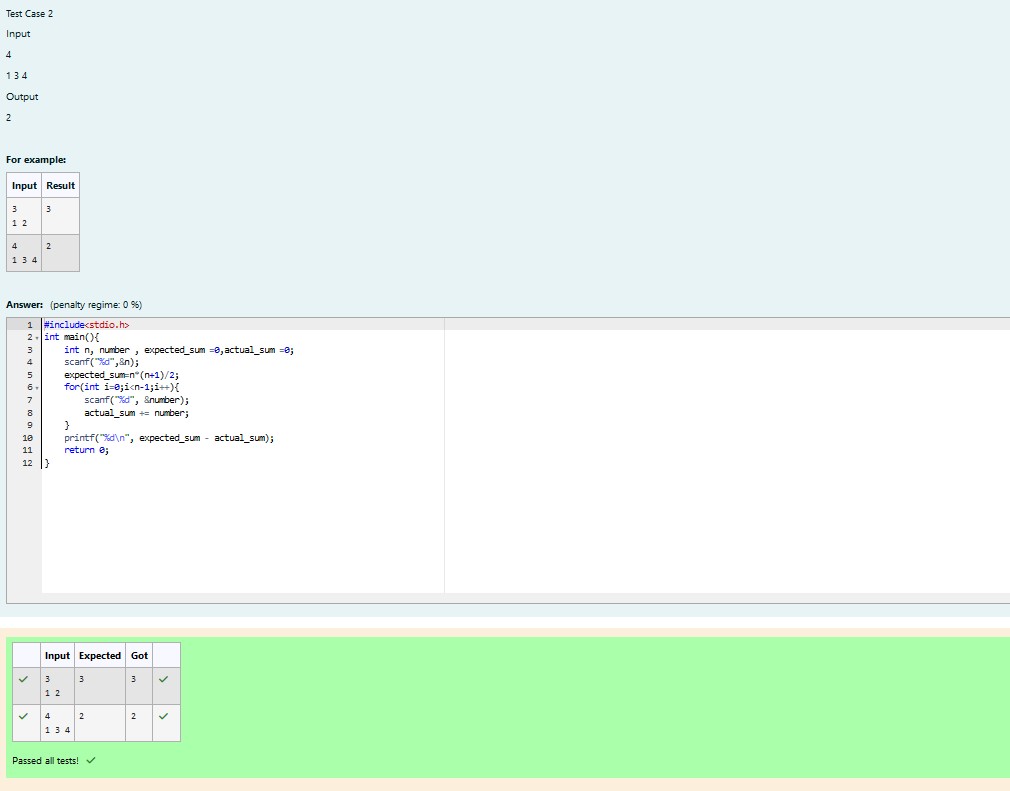 Test Case 2
Input
4
1 3 4
Output
2
For example:
Input Result
3 3
1 2
4 2
1 3 4
Answer: (penalty regime: 0 %)
1 #include<stdio.h>
2 int main(){
3 int n, number , expected_sum =0,actual_sum =0;
4 scanf("%d",&n);
5 expected_sum=n*(n+1)/2;
6 for(int i=0;i<n-1;i++){
7 scanf("%d", &number);
8 actual_sum += number;
9 }
10 printf("%d\n", expected_sum - actual_sum);
11 return 0;
12 }
Input Expected Got
3 3 3
1 2
4 2 2
1 3 4
Passed all tests!